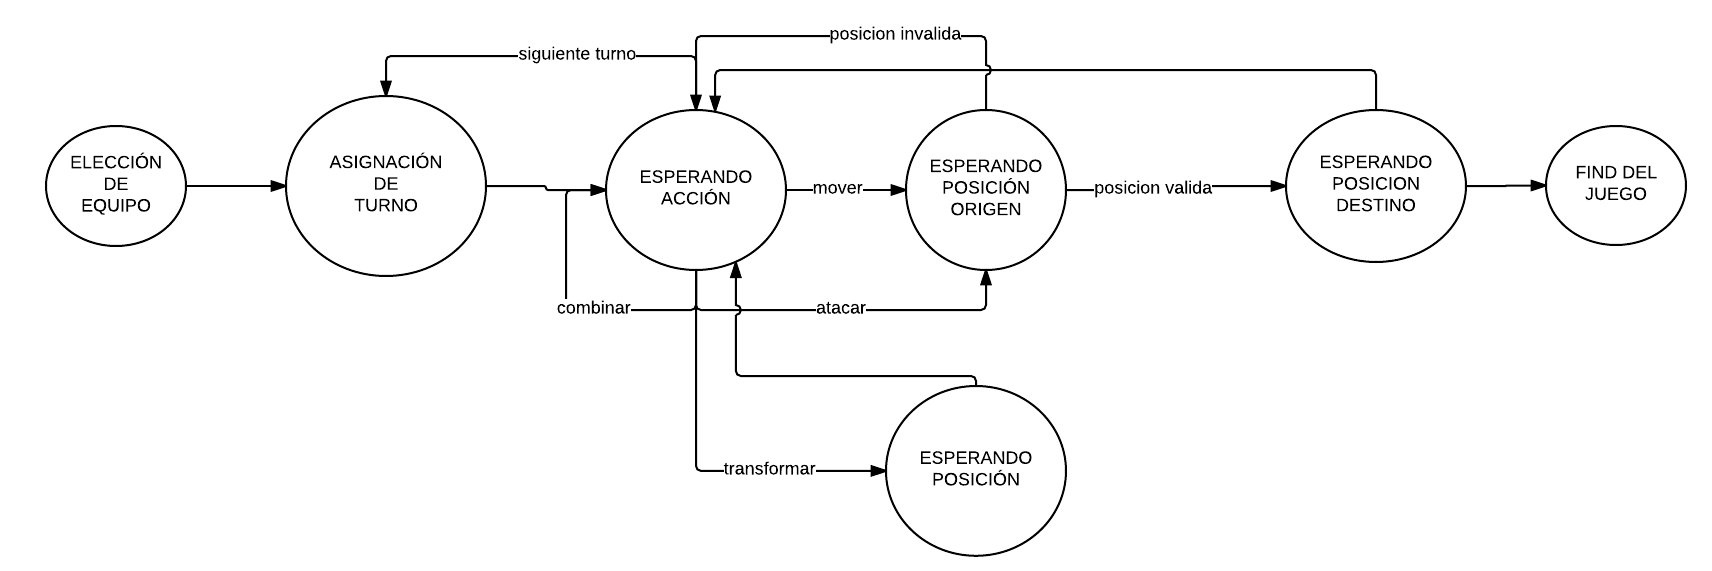 posicion invalida
siguiente turno
ELECCIÓN
DE
EQUIPO
ASIGNACIÓN
DE
TURNO
ESPERANDO
ACCIÓN
mover
ESPERANDO
POSICIÓN
ORIGEN
posicion valida
ESPERANDO
POSICION
DESTINO
FIND DEL
JUEGO
combinar
atacar
transformar
ESPERANDO
POSICIÓN